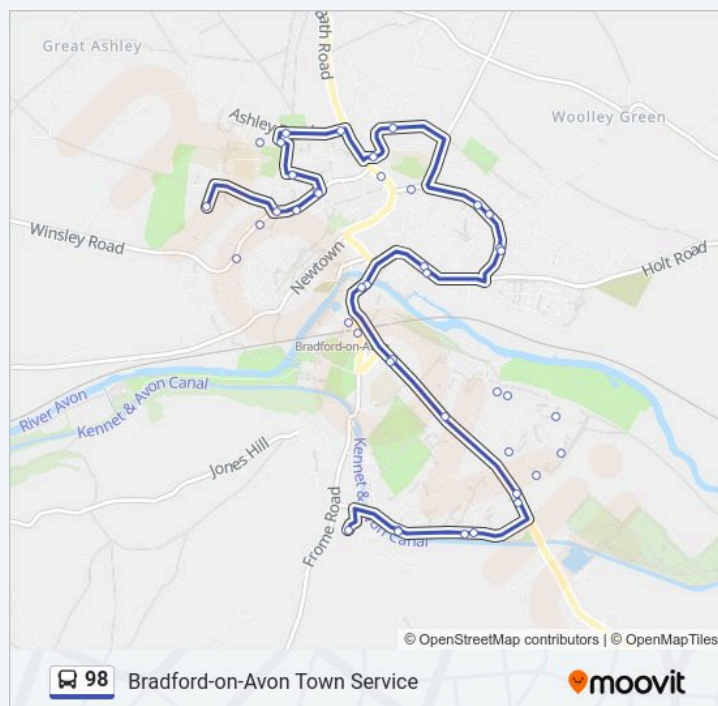 Great Ashley
Bath Road
Ashley
Woolley Green
Winsley Road
Newtown
Holt Road
Bradford-on-A
River Avon
Kennet & Avon Canal
Jones Hill
Kennet &
on Canal
Frome Road
© OpenStreetMap contributors | © OpenMapTiles
98 Bradford-on-Avon Town Service
moovit